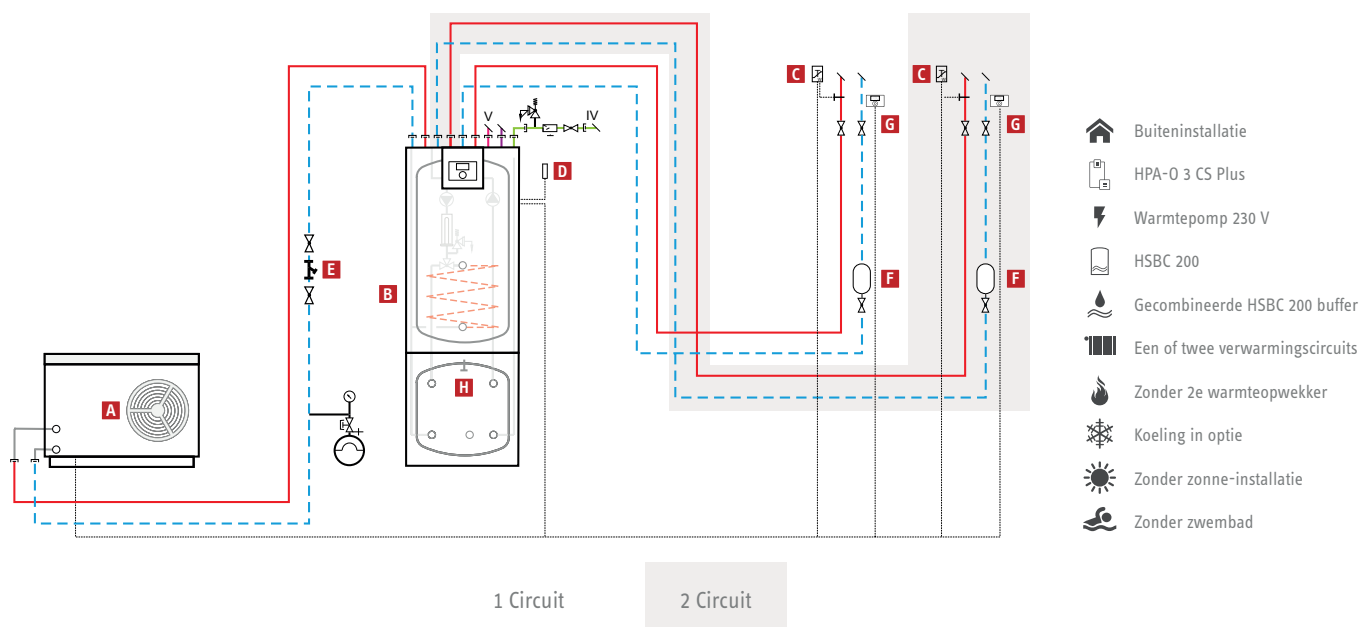 C
C
V
IV
G
G
D
E
B
F
F
A
H
Buiteninstallatie
HPA-O 3 CS Plus
Warmtepomp 230 V
HSBC 200
Gecombineerde HSBC 200 buffer
Een of twee verwarmingscircuits
Zonder 2e warmteopwekker
Koeling in optie
Zonder zonne-installatie
Zonder zwembad
1 Circuit
2 Circuit